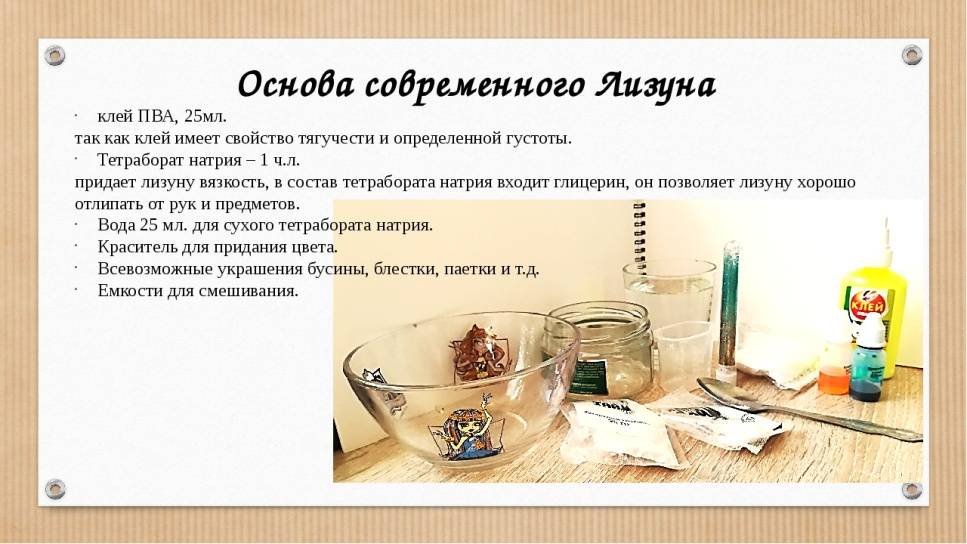 Основа современного Лизуна
· клей ПВА, 25мл.
так как клей имеет свойство тягучести и определенной густоты.
· Тетраборат натрия – 1 ч.л.
придает лизуну вязкость, в состав тетрабората натрия входит глицерин, он позволяет лизуну хорошо
отлипать от рук и предметов.
· Вода 25 мл. для сухого тетрабората натрия.
· Краситель для придания цвета.
· Всевозможные украшения бусины, блестки, паетки и т.д.
· Емкости для смешивания.
КЛЕЙ